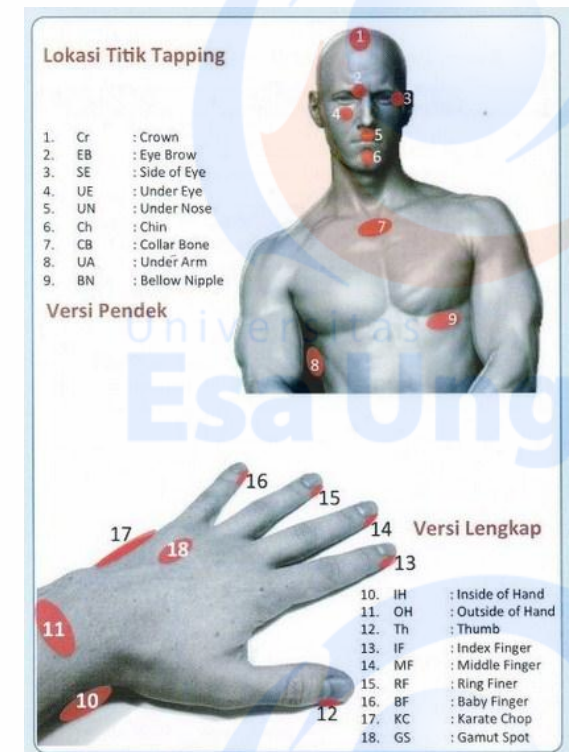 Lokasi Titik Tapping
1. Cr : Crown
2. EB : Eye Brow
3. SE : Side of Eye
4. UE : Under Eye
5. UN : Under Nose
6. Ch : Chin
7. CB : Collar Bone
8. UA : Under Arm
9. BN : Bellow Nipple
Versi Pendek
1
2
3
4
5
6
7
8
9
Universitas
Esa Ung
Versi Lengkap
10. IH : Inside of Hand
11. OH : Outside of Hand
12. Th : Thumb
13. IF : Index Finger
14. MF : Middle Finger
15. RF : Ring Finer
16. BF : Baby Finger
17. KC : Karate Chop
18. GS : Gamut Spot
16
15
14
13
17
18
11
10
12